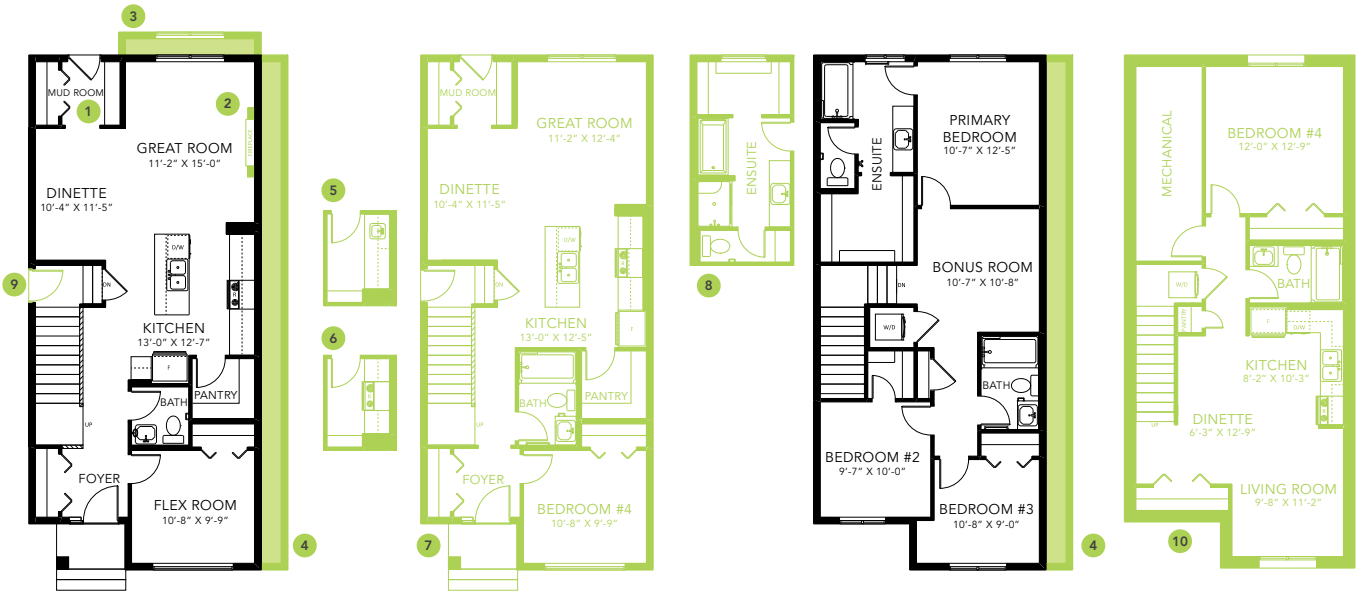 3
MUD ROOM
1
2
FIREPLACE
GREAT ROOM
11'-2" X 15'-0"
DINETTE
10'-4" X 11'-5"
D/W
9
DN
R
KITCHEN
13'-0" X 12'-7"
F
PANTRY
BATH
UP
FOYER
FLEX ROOM
10'-8" X 9'-9"
4
5
6
MUD ROOM
GREAT ROOM
11'-2" X 12'-4"
DINETTE
10'-4" X 11'-5"
D/W
DN
R
KITCHEN
13'-0" X 12'-5
F
BATH
PANTRY
UP
FOYER
BEDROOM #4
10'-8" X 9'-9"
7
ENSUITE
8
PRIMARY
BEDROOM
10'-7" X 12'-5"
ENSUITE
BONUS ROOM
10'-7" X 10'-8"
DN
W/D
BATH
BEDROOM #2
9'-7" X 10'-0"
BEDROOM #3
10'-8" X 9'-0"
4
MECHANICAL
BEDROOM #4
12'-0" X 12'-9"
W/D
BATH
PANTRY
F
D/W
KITCHEN
8'-2" X 10'-3"
R
DINETTE
6'-3" X 12'-9"
UP
LIVING ROOM
9'-8" X 11'-2"
10